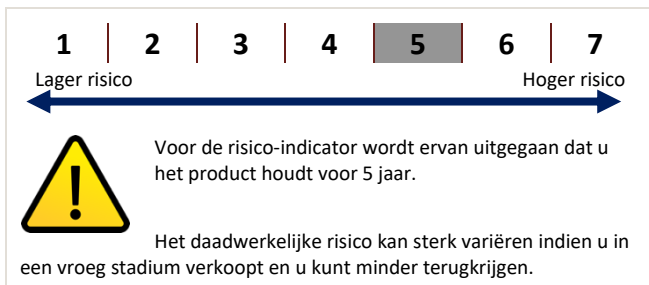 1 2 3 4 5 6 7
Lager risico Hoger risico
Voor de risico-indicator wordt ervan uitgegaan dat u
het product houdt voor 5 jaar.
Het daadwerkelijke risico kan sterk variëren indien u in
een vroeg stadium verkoopt en u kunt minder terugkrijgen.